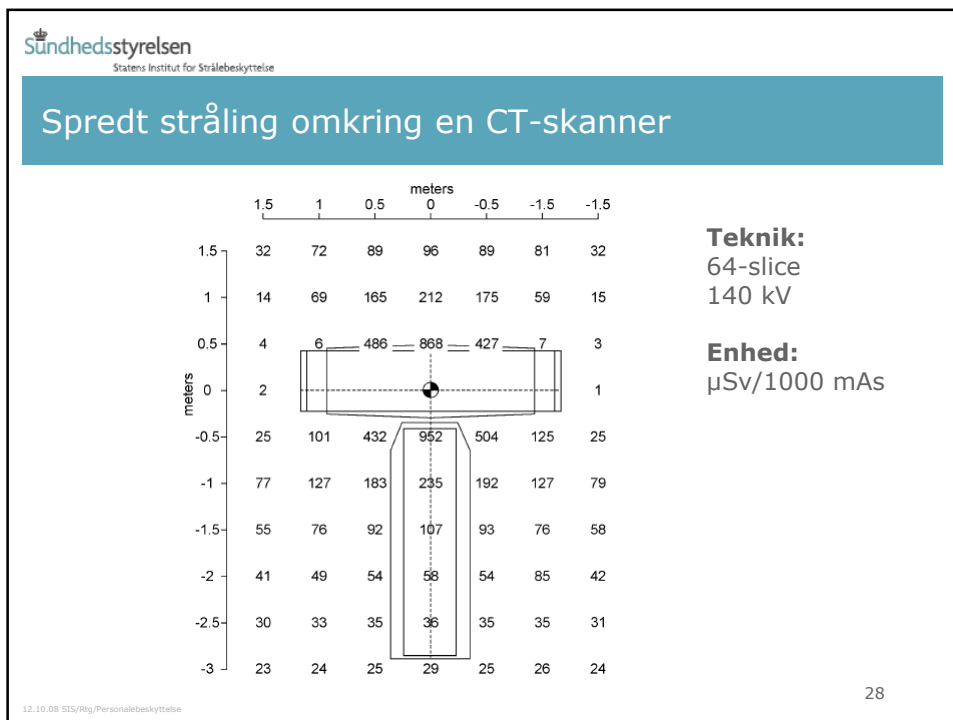 Sundhedsstyrelsen
Statens Institut for Strålebeskyttelse
Spredt stråling omkring en CT-skanner
meters
1.5 1 0.5 0 -0.5 -1.5 -1.5
1.5 32 72 89 96 89 81 32
1 14 69 165 212 175 59 15
0.5 4 6 486 868 427 7 3
meters
0 2 1
-0.5 25 101 432 952 504 125 25
-1 77 127 183 235 192 127 79
-1.5 55 76 92 107 93 76 58
-2 41 49 54 58 54 85 42
-2.5 30 33 35 36 35 35 31
-3 23 24 25 29 25 26 24
Teknik:
64-slice
140 kV
Enhed:
µSv/1000 mAs
12.10.08 SIS/Rtg/Personalebeskyttelse
28